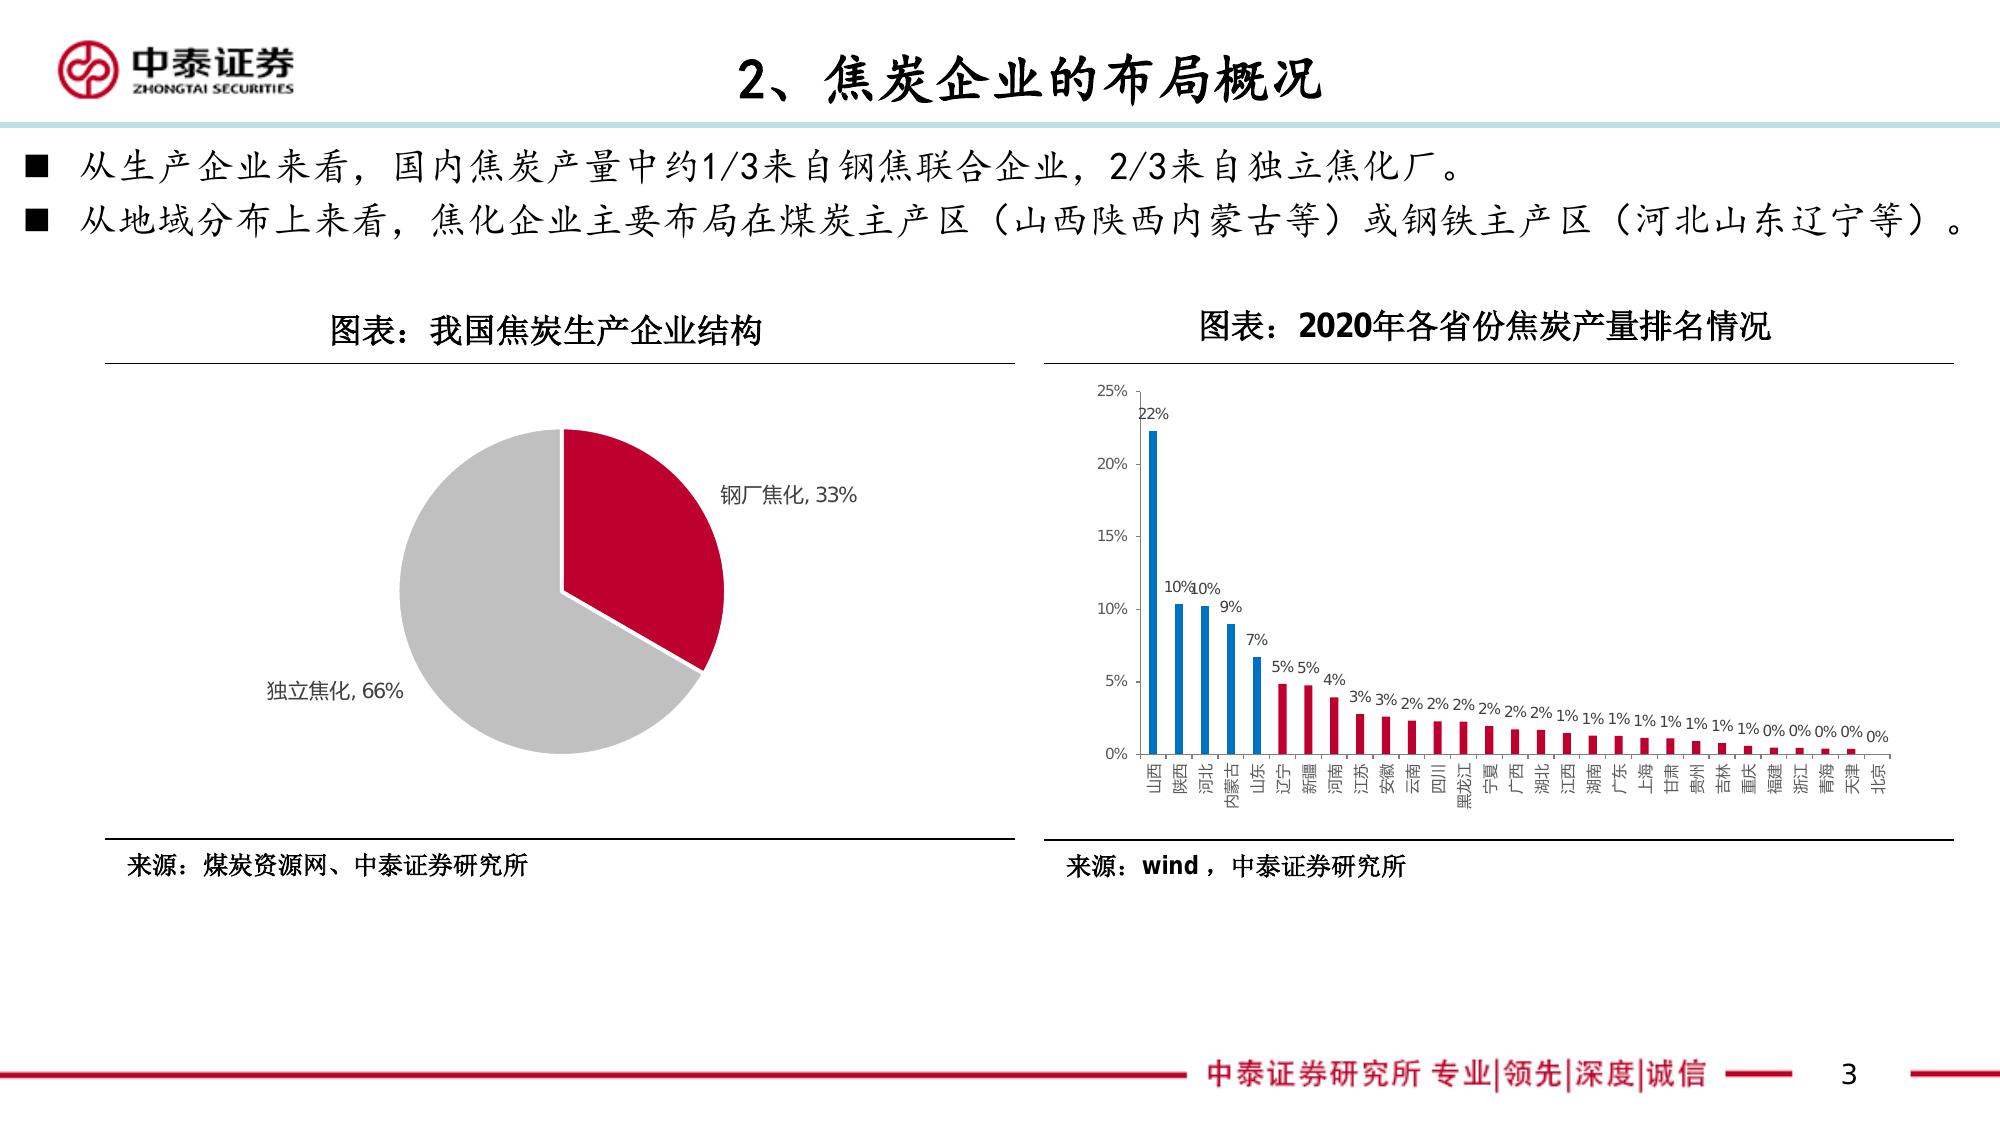 中泰证券
ZHONGTAI SECURITIES
2、焦炭企业的布局概况
■ 从生产企业来看，国内焦炭产量中约1/3来自钢焦联合企业，2/3来自独立焦化厂。
■ 从地域分布上来看，焦化企业主要布局在煤炭主产区（山西陕西内蒙古等）或钢铁主产区（河北山东辽宁等）。
图表：我国焦炭生产企业结构
钢厂焦化, 33%
独立焦化, 66%
来源：煤炭资源网、中泰证券研究所
图表：2020年各省份焦炭产量排名情况
25%
20%
15%
10%
5%
0%
22%
10%
10%
9%
7%
5%
5%
4%
3%
3%
2%
2%
2%
2%
2%
2%
1%
1%
1%
1%
1%
1%
1%
1%
0%
0%
0%
0%
0%
山西
陕西
河北
内蒙古
山东
辽宁
新疆
河南
江苏
安徽
云南
四川
黑龙江
宁夏
广西
湖北
江西
湖南
广东
上海
甘肃
贵州
吉林
重庆
福建
浙江
青海
天津
北京
来源：wind，中泰证券研究所
中泰证券研究所 专业|领先|深度|诚信
3